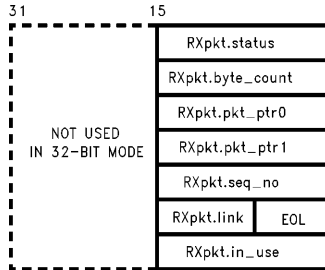 31 15
RXpkt.status
RXpkt.byte_count
RXpkt.pkt_ptr0
RXpkt.pkt_ptr1
RXpkt.seq_no
RXpkt.link EOL
RXpkt.in_use
NOT USED
IN 32-BIT MODE